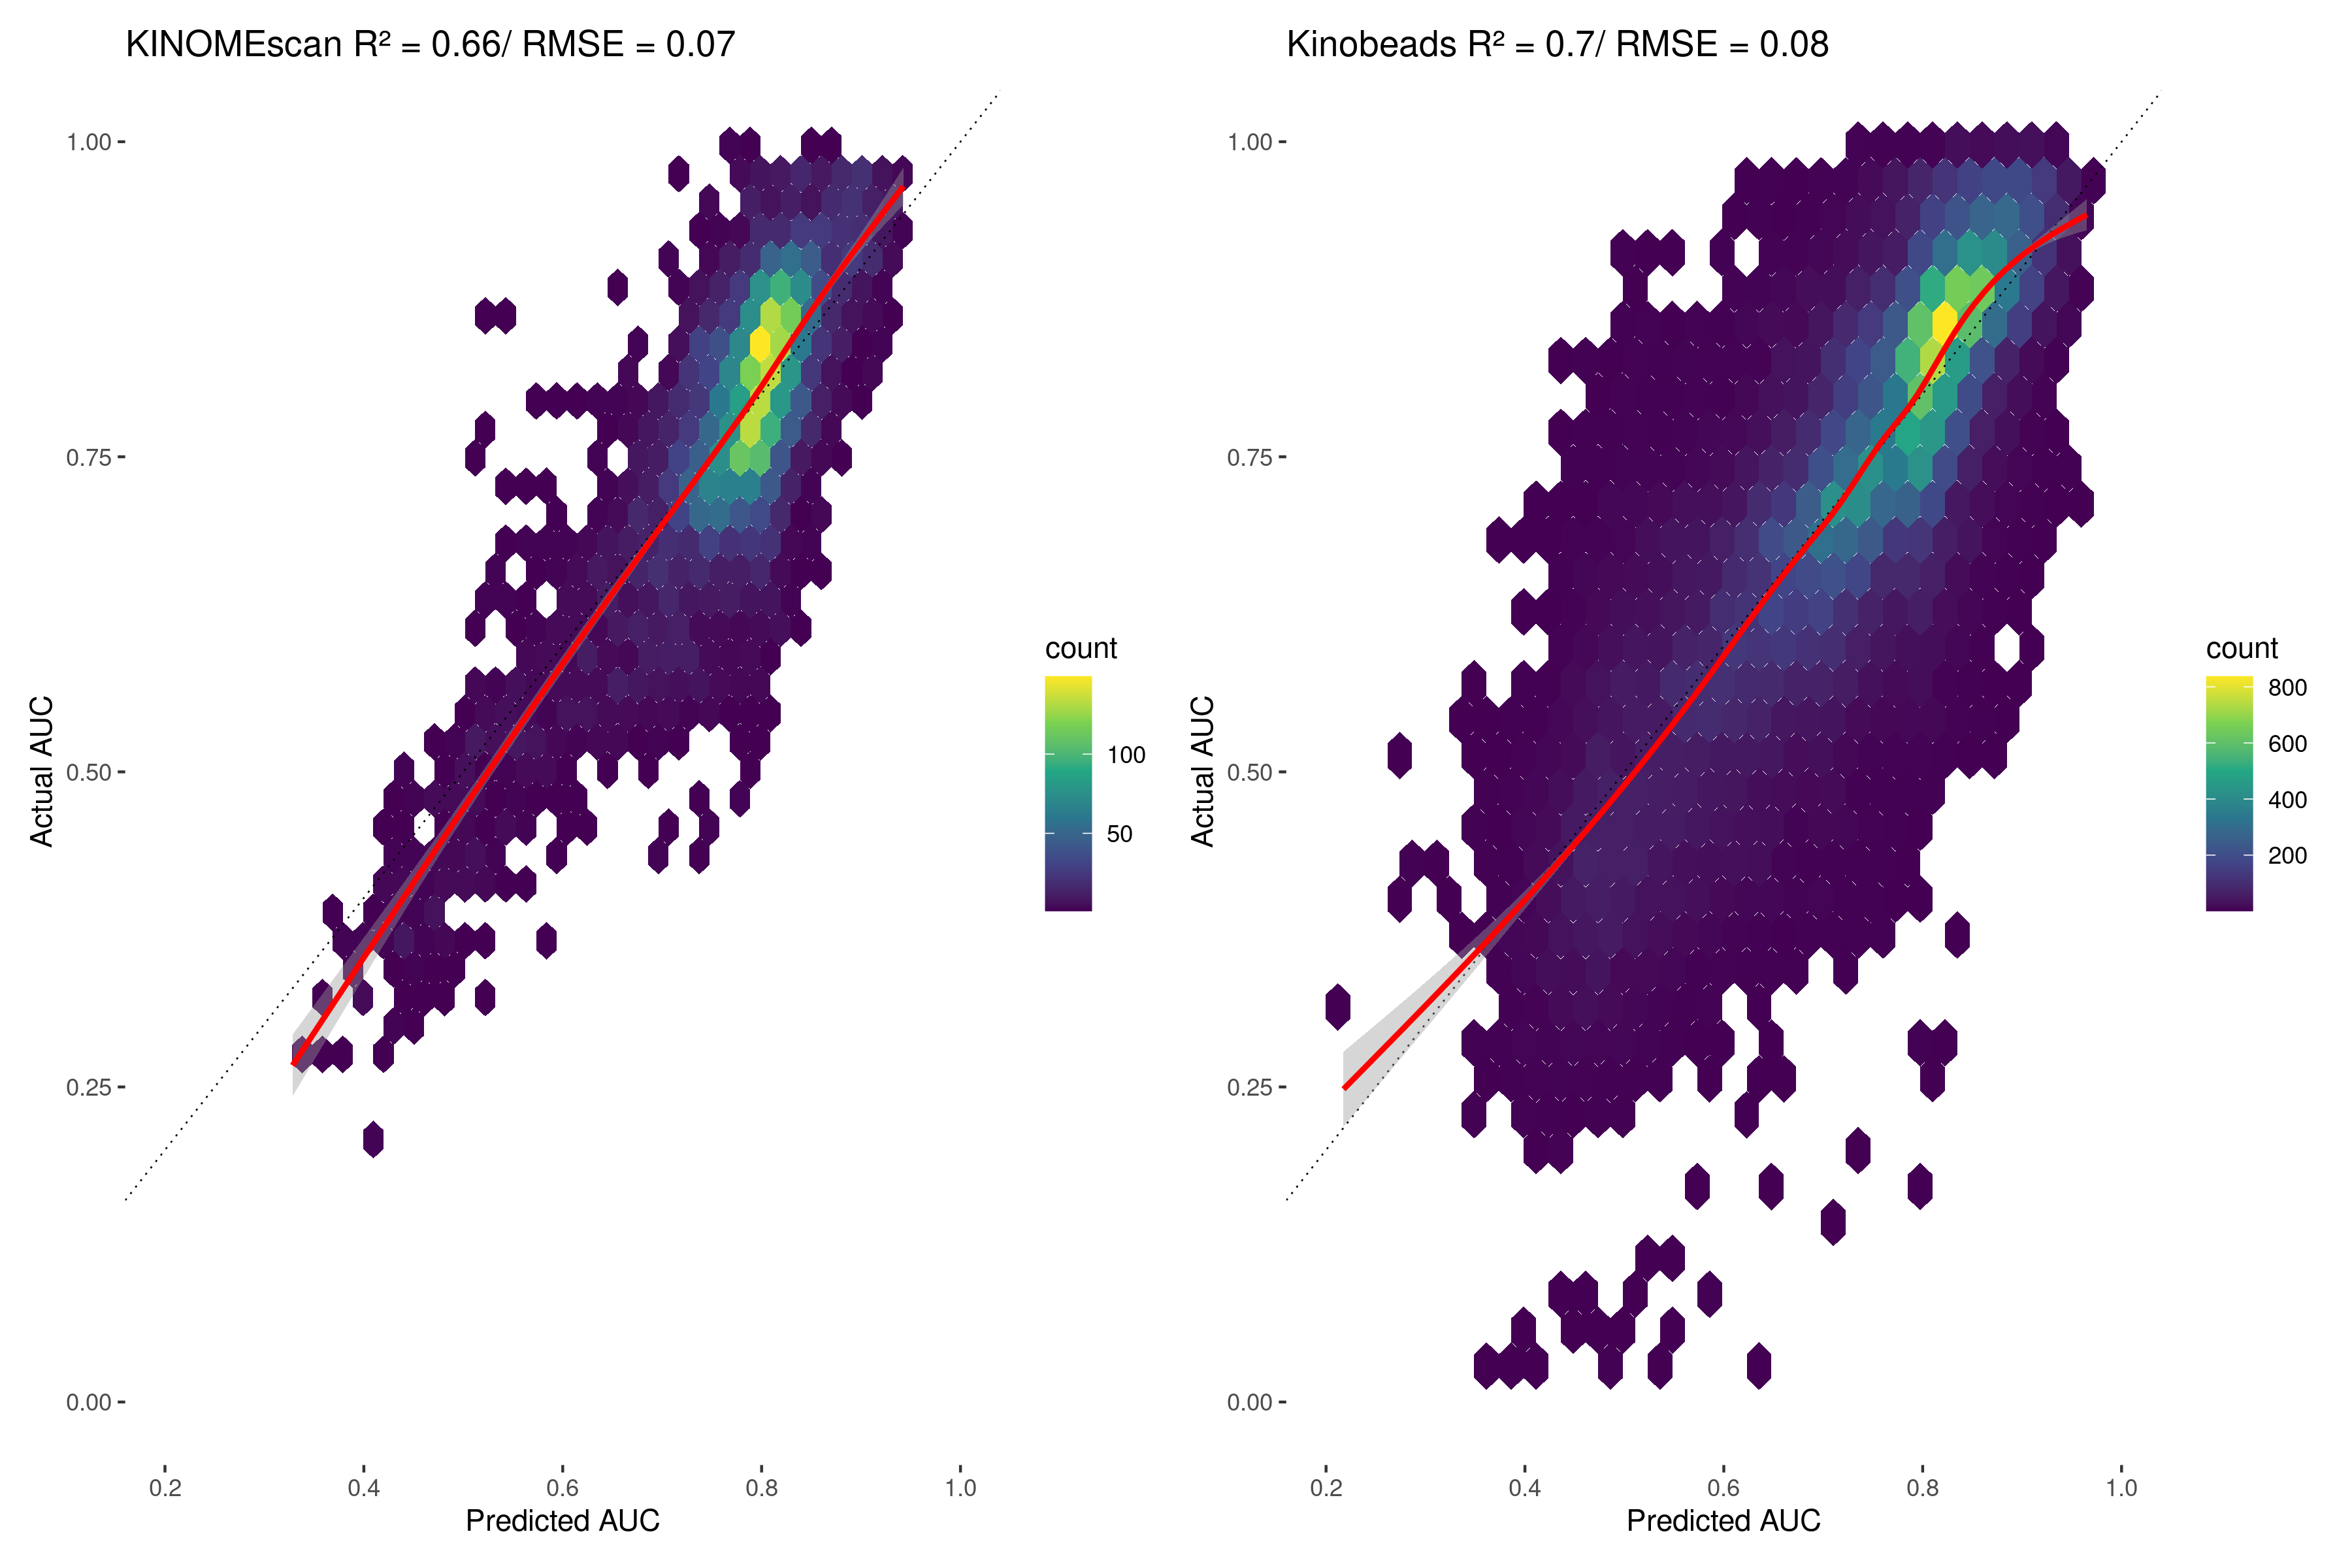 KINOMEscan R² = 0.66/ RMSE = 0.07
1.00
0.75
0.50
0.25
0.00
Actual AUC
0.2 0.4 0.6 0.8 1.0
Predicted AUC
count
100
50
Kinobeads R² = 0.7/ RMSE = 0.08
1.00
0.75
0.50
0.25
0.00
Actual AUC
0.2 0.4 0.6 0.8 1.0
Predicted AUC
count
800
600
400
200